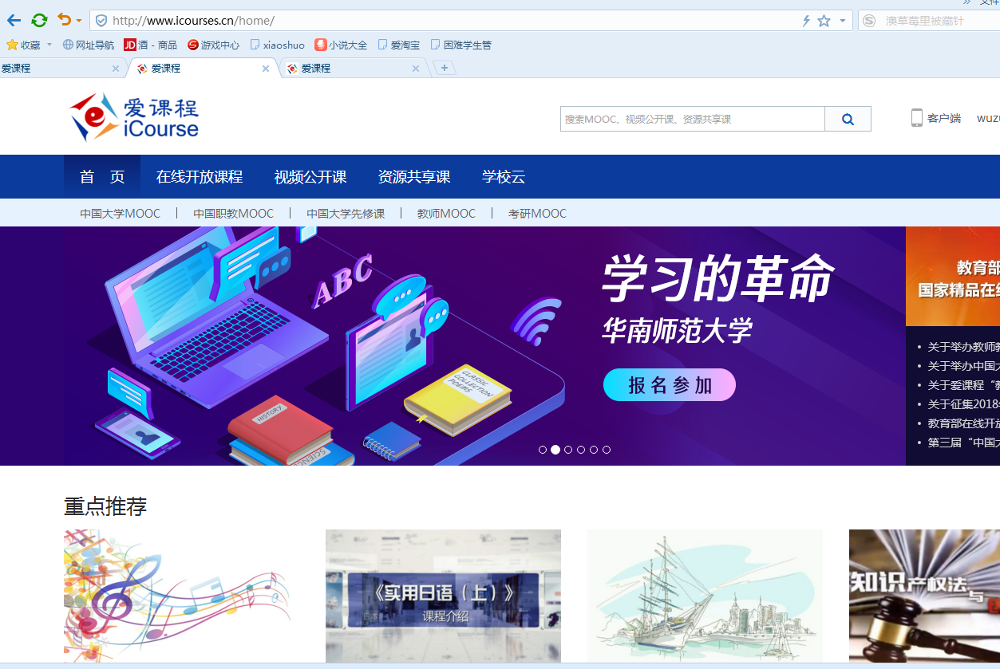 文件
http://www.icourses.cn/home/
澳草莓里被藏针
收藏 网址导航 JD 酒 - 商品 游戏中心 xiaoshuo 小说大全 爱淘宝 困难学生管
爱课程 爱课程 爱课程
爱课程
iCourse
搜索MOOC、视频公开课、资源共享课
客户端 wuzu
首 页 在线开放课程 视频公开课 资源共享课 学校云
中国大学MOOC 中国职教MOOC 中国大学先修课 教师MOOC 考研MOOC
ABC
学习的革命
华南师范大学
报名参加
CLASSIC
COLLECTION
POEMS
HISTORY
SCIENCE
教育部
国家精品在线
关于举办教师教
关于举办中国大
关于爱课程“教
关于征集2018年
教育部在线开放
第三届“中国大
重点推荐
《实用日语（上）》
课程介绍
知识产权法与